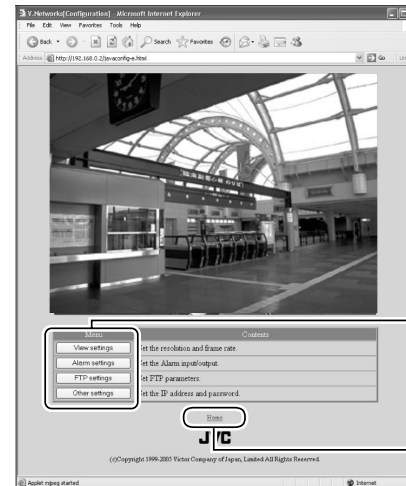 V.Networks[Configuration] - Microsoft Internet Explorer
File Edit View Favorites Tools Help
Back Search Favorites
Address http://192.168.0.2/javaconfig-e.html Go
Menu Contents
View settings Set the resolution and frame rate.
Alarm settings Set the Alarm input/output.
FTP settings Set FTP parameters.
Other settings Set the IP address and password.
Home
JVC
(c)Copyright 1999-2005 Victor Company of Japan, Limited All Rights Reserved.
Applet mjpeg started Internet